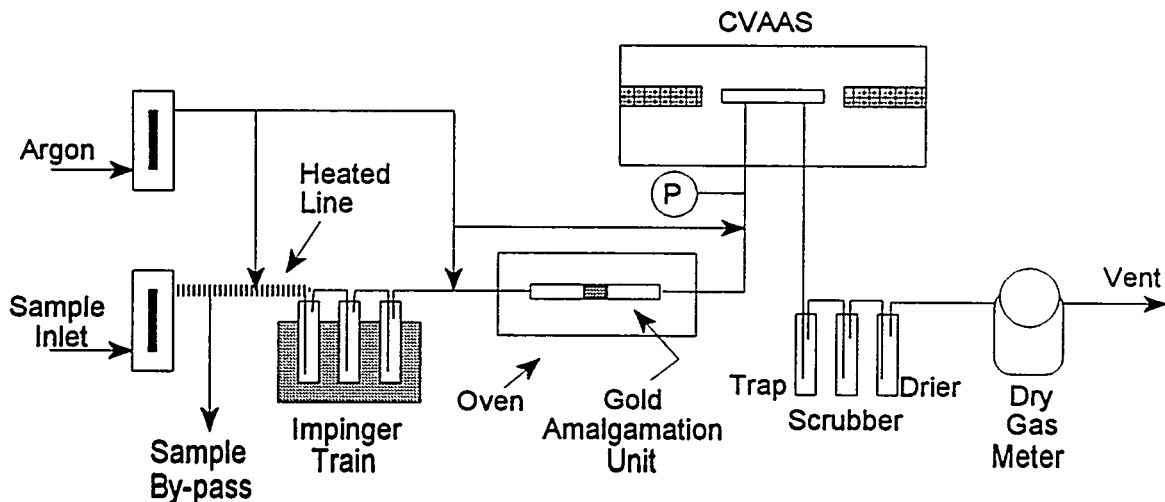 CVAAS
Argon
Heated
Line
P
Sample
Inlet
Vent
Oven
Gold
Amalgamation
Unit
Impinger
Train
Sample
By-pass
Trap
Drier
Scrubber
Dry
Gas
Meter